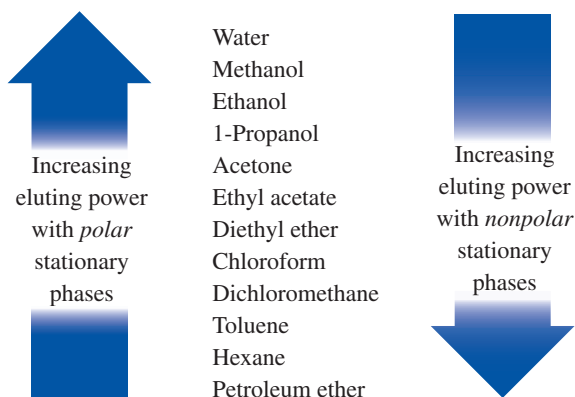 Increasing
eluting power
with polar
stationary
phases
Water
Methanol
Ethanol
1-Propanol
Acetone
Ethyl acetate
Diethyl ether
Chloroform
Dichloromethane
Toluene
Hexane
Petroleum ether
Increasing
eluting power
with nonpolar
stationary
phases